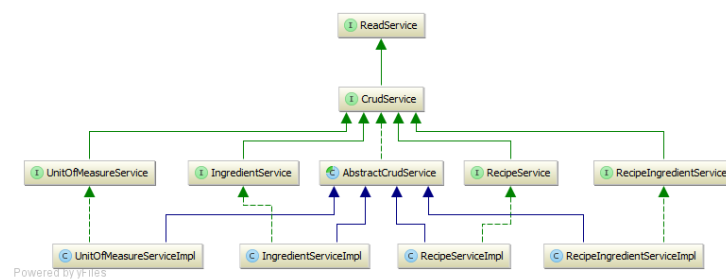 I ReadService
I CrudService
I UnitOfMeasureService
I IngredientService
C AbstractCrudService
I RecipeService
I RecipeIngredientService
C UnitOfMeasureServiceImpl
C IngredientServiceImpl
C RecipeServiceImpl
C RecipeIngredientServiceImpl
Powered by yFiles